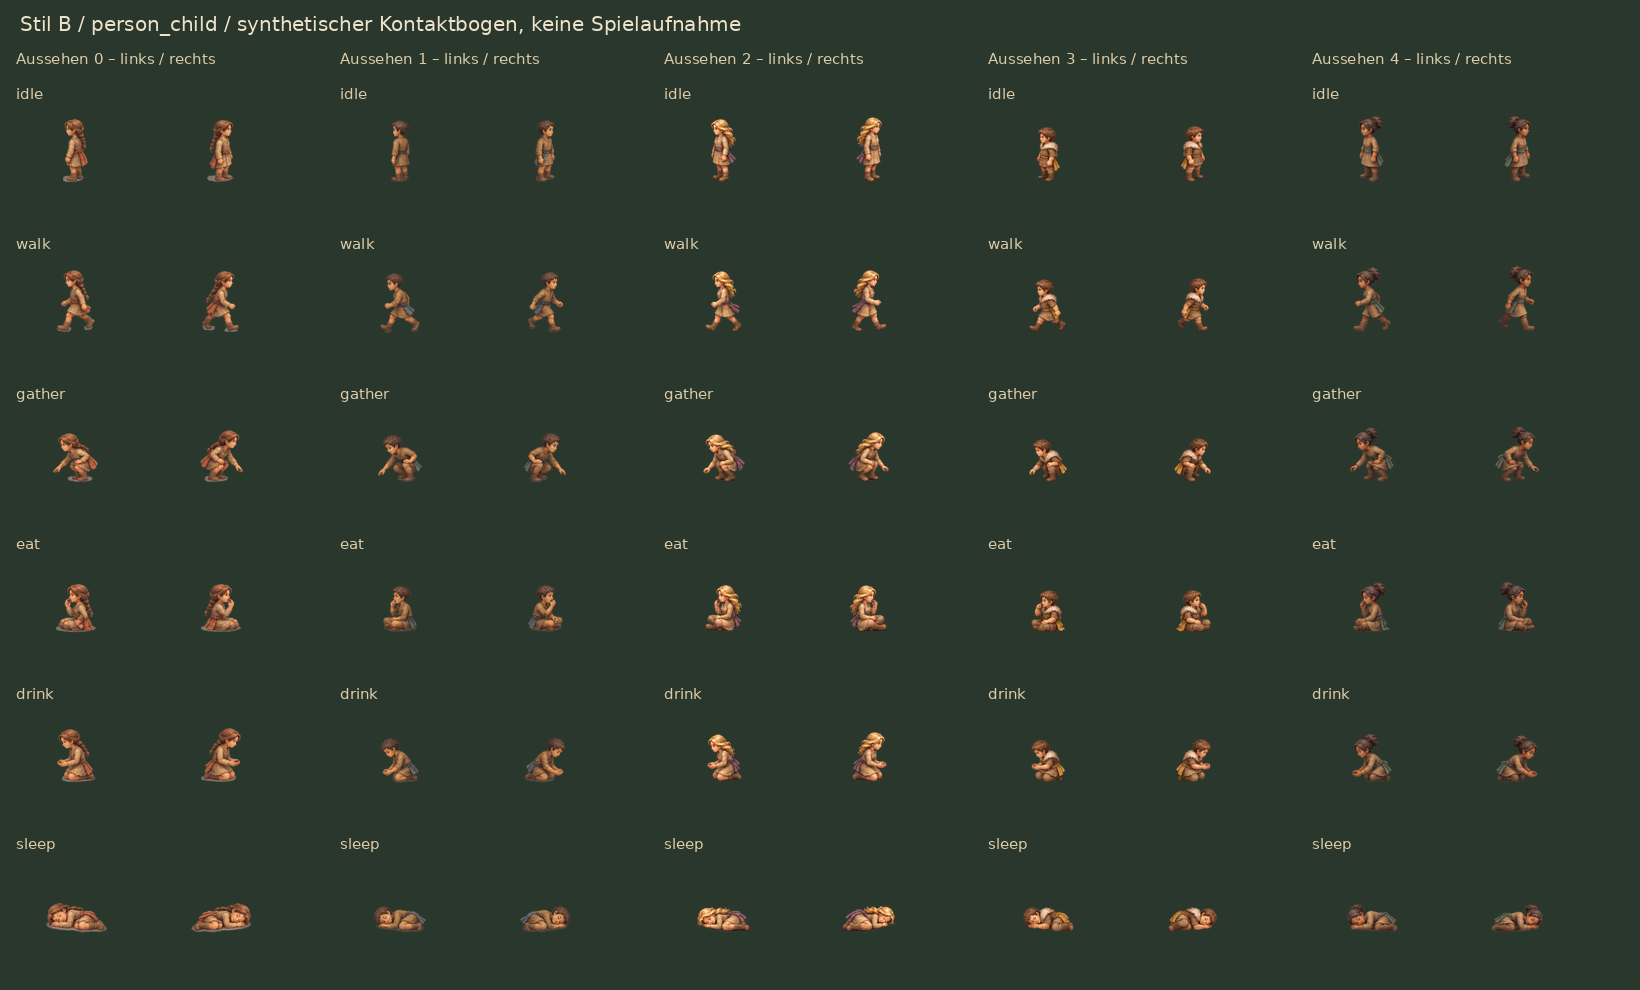 Stil B / person_child / synthetischer Kontaktbogen, keine Spielaufnahme
Aussehen 0 – links / rechts
Aussehen 1 – links / rechts
Aussehen 2 – links / rechts
Aussehen 3 – links / rechts
Aussehen 4 – links / rechts
idle
idle
idle
idle
idle
walk
walk
walk
walk
walk
gather
gather
gather
gather
gather
eat
eat
eat
eat
eat
drink
drink
drink
drink
drink
sleep
sleep
sleep
sleep
sleep